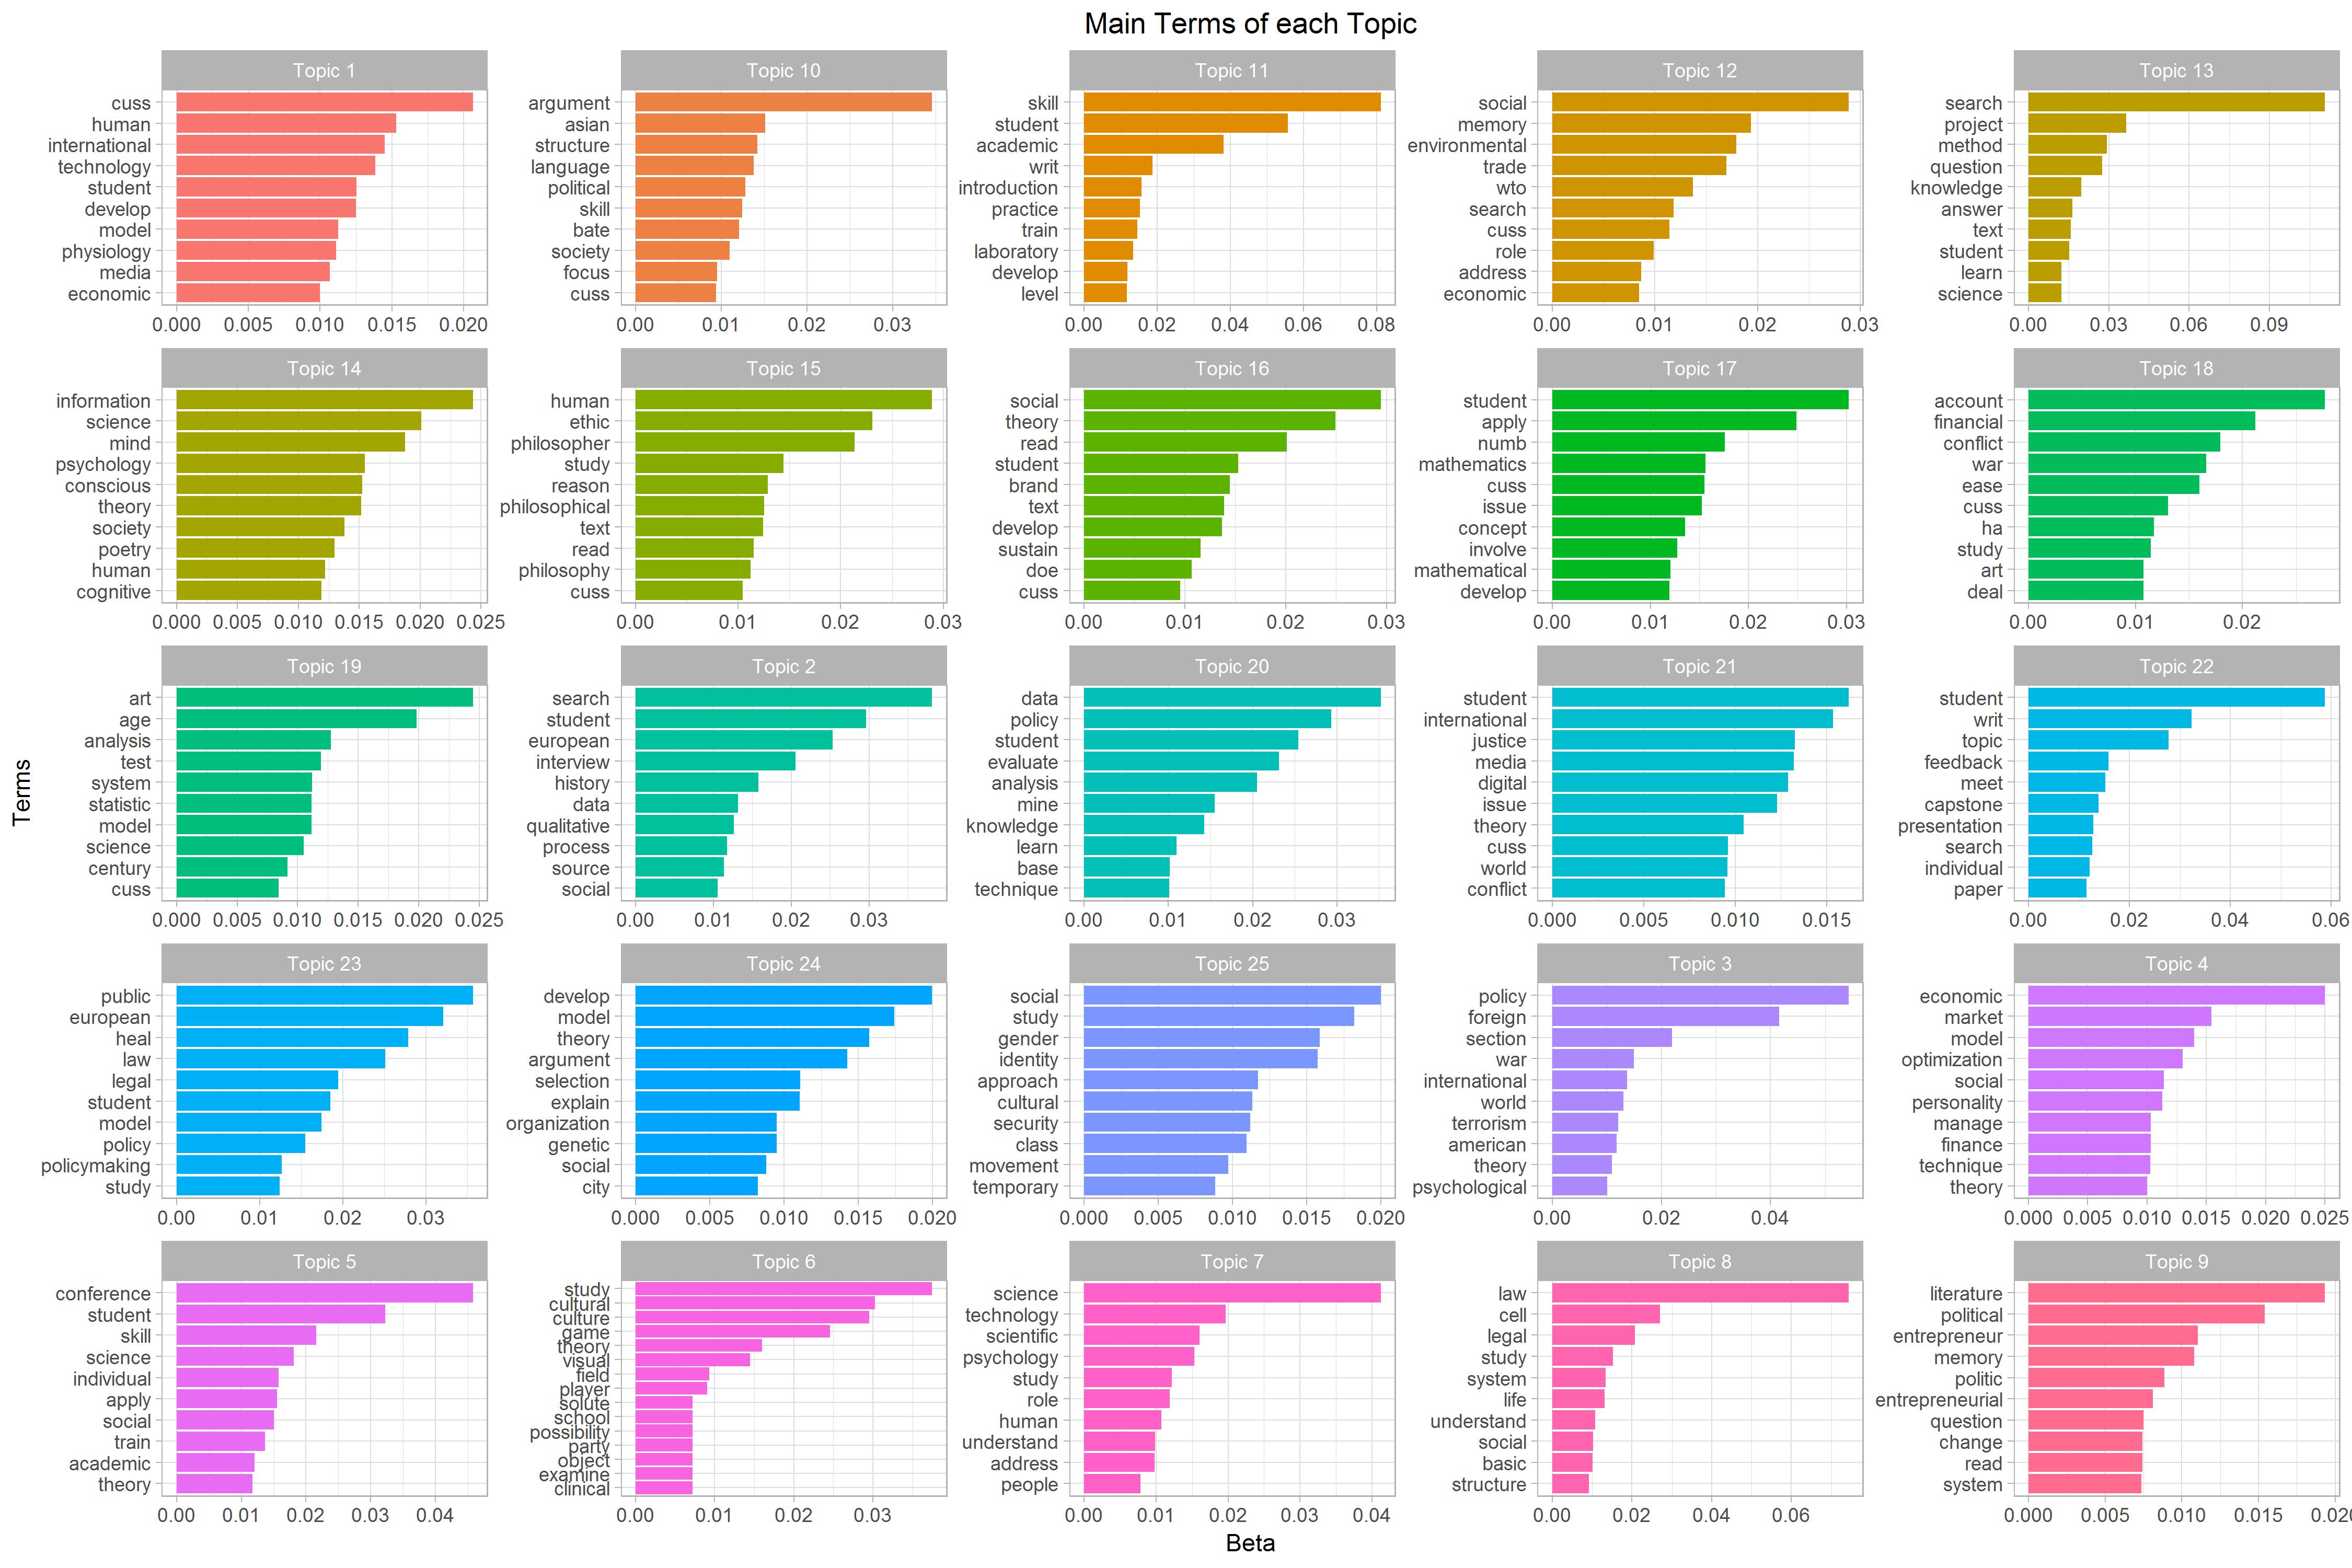 Main Terms of each Topic
Topic 1
cuss
human
international
technology
student
develop
model
physiology
media
economic
0.000 0.005 0.010 0.015 0.020
Topic 10
argument
asian
structure
language
political
skill
bate
society
focus
cuss
0.00 0.01 0.02 0.03
Topic 11
skill
student
academic
writ
introduction
practice
train
laboratory
develop
level
0.00 0.02 0.04 0.06 0.08
Topic 12
social
memory
environmental
trade
wto
search
cuss
role
address
economic
0.00 0.01 0.02 0.03
Topic 13
search
project
method
question
knowledge
answer
text
student
learn
science
0.00 0.03 0.06 0.09
Topic 14
information
science
mind
psychology
conscious
theory
society
poetry
human
cognitive
0.000 0.005 0.010 0.015 0.020 0.025
Topic 15
human
ethic
philosopher
study
reason
philosophical
text
read
philosophy
cuss
0.00 0.01 0.02 0.03
Topic 16
social
theory
read
student
brand
text
develop
sustain
doe
cuss
0.00 0.01 0.02 0.03
Topic 17
student
apply
numb
mathematics
cuss
issue
concept
involve
mathematical
develop
0.00 0.01 0.02 0.03
Topic 18
account
financial
conflict
war
ease
cuss
ha
study
art
deal
0.00 0.01 0.02
Topic 19
art
age
analysis
test
system
statistic
model
science
century
cuss
0.000 0.005 0.010 0.015 0.020 0.025
Topic 2
search
student
european
interview
history
data
qualitative
process
source
social
0.00 0.01 0.02 0.03
Topic 20
data
policy
student
evaluate
analysis
mine
knowledge
learn
base
technique
0.00 0.01 0.02 0.03
Topic 21
student
international
justice
media
digital
issue
theory
cuss
world
conflict
0.000 0.005 0.010 0.015
Topic 22
student
writ
topic
feedback
meet
capstone
presentation
search
individual
paper
0.00 0.02 0.04 0.06
Topic 23
public
european
heal
law
legal
student
model
policy
policymaking
study
0.00 0.01 0.02 0.03
Topic 24
develop
model
theory
argument
selection
explain
organization
genetic
social
city
0.000 0.005 0.010 0.015 0.020
Topic 25
social
study
gender
identity
approach
cultural
security
class
movement
temporary
0.000 0.005 0.010 0.015 0.020
Topic 3
policy
foreign
section
war
international
world
terrorism
american
theory
psychological
0.00 0.02 0.04
Topic 4
economic
market
model
optimization
social
personality
manage
finance
technique
theory
0.000 0.005 0.010 0.015 0.020 0.025
Topic 5
conference
student
skill
science
individual
apply
social
train
academic
theory
0.00 0.01 0.02 0.03 0.04
Topic 6
study
cultural
culture
game
theory
visual
field
player
solute
school
possibility
party
object
examine
clinical
0.00 0.01 0.02 0.03
Topic 7
science
technology
scientific
psychology
study
role
human
understand
address
people
0.00 0.01 0.02 0.03 0.04
Topic 8
law
cell
legal
study
system
life
understand
social
basic
structure
0.00 0.02 0.04 0.06
Topic 9
literature
political
entrepreneur
memory
politic
entrepreneurial
question
change
read
system
0.000 0.005 0.010 0.015
Terms
Beta